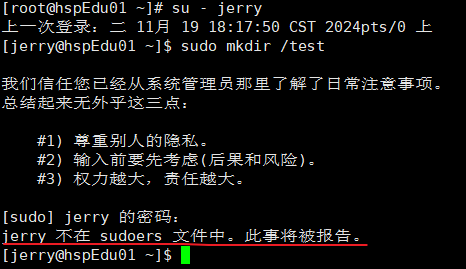 [root@hspEdu01 ~]# su - jerry
上一次登录：二 11月 19 18:17:50 CST 2024pts/0 上
[jerry@hspEdu01 ~]$ sudo mkdir /test
我们信任您已经从系统管理员那里了解了日常注意事项。
总结起来无外乎这三点：
#1) 尊重别人的隐私。
#2) 输入前要先考虑(后果和风险)。
#3) 权力越大，责任越大。
[sudo] jerry 的密码：
jerry 不在 sudoers 文件中。此事将被报告。
[jerry@hspEdu01 ~]$